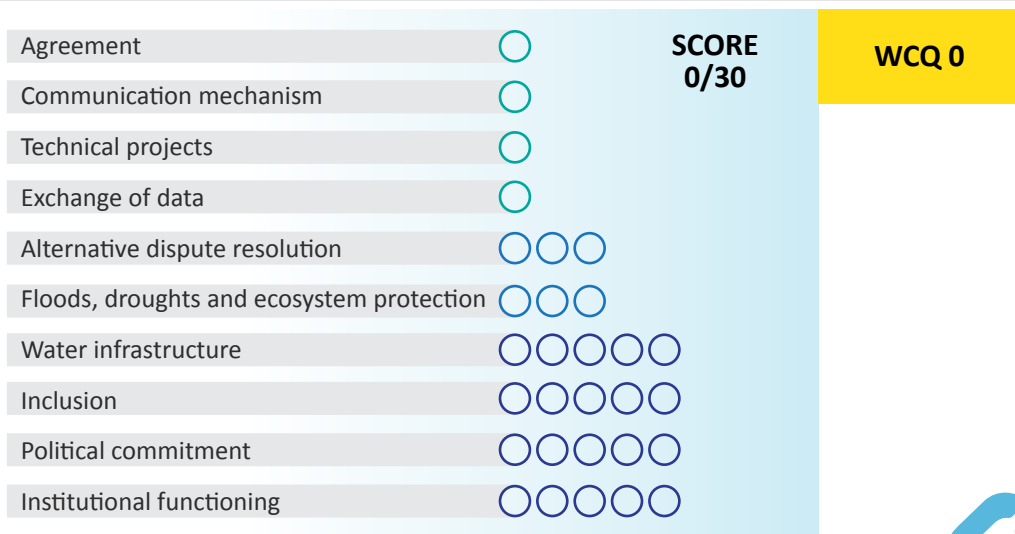 Agreement
Communication mechanism
Technical projects
Exchange of data
Alternative dispute resolution
Floods, droughts and ecosystem protection
Water infrastructure
Inclusion
Political commitment
Institutional functioning
SCORE
0/30
WCQ 0